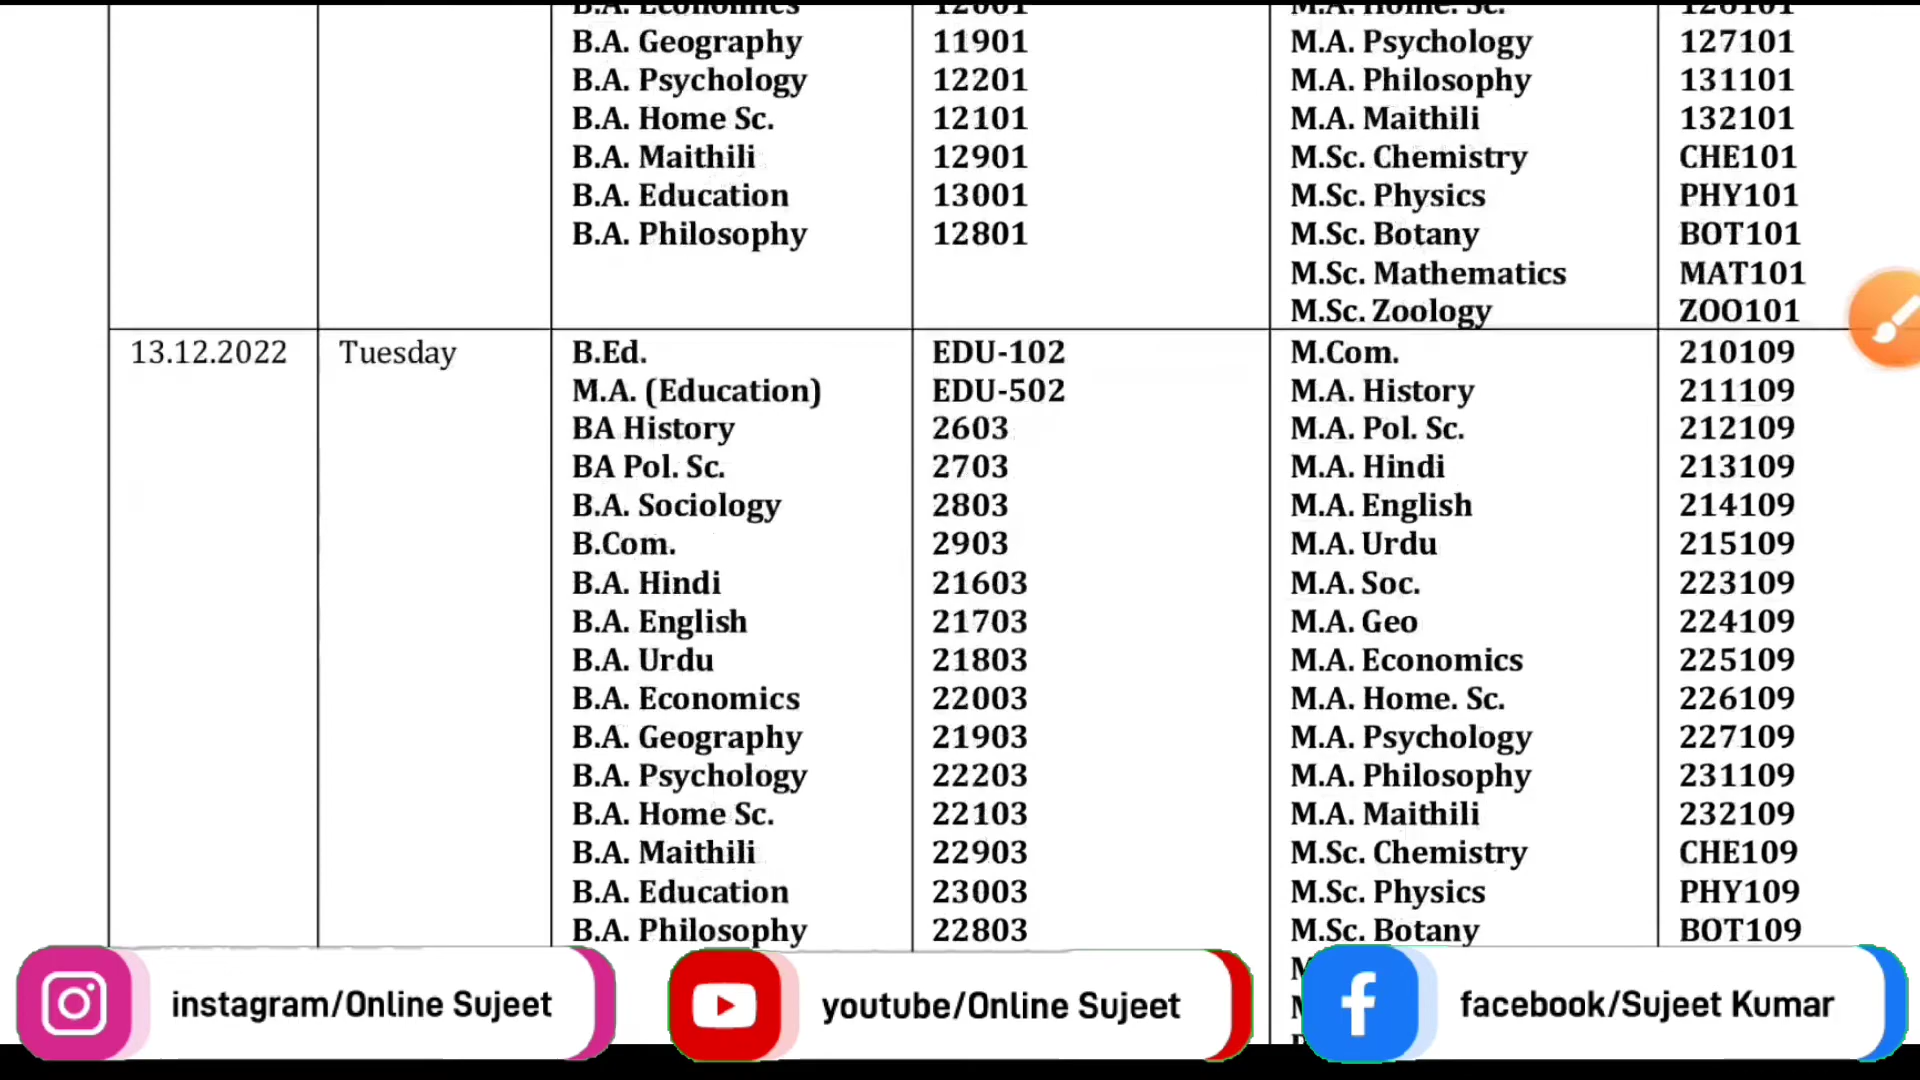 B.A. Economics 12001 M.A. Home. Sc. 126101
B.A. Geography 11901 M.A. Psychology 127101
B.A. Psychology 12201 M.A. Philosophy 131101
B.A. Home Sc. 12101 M.A. Maithili 132101
B.A. Maithili 12901 M.Sc. Chemistry CHE101
B.A. Education 13001 M.Sc. Physics PHY101
B.A. Philosophy 12801 M.Sc. Botany BOT101
M.Sc. Mathematics MAT101
M.Sc. Zoology ZOO101
13.12.2022 Tuesday B.Ed. EDU-102 M.Com. 210109
M.A. (Education) EDU-502 M.A. History 211109
BA History 2603 M.A. Pol. Sc. 212109
BA Pol. Sc. 2703 M.A. Hindi 213109
B.A. Sociology 2803 M.A. English 214109
B.Com. 2903 M.A. Urdu 215109
B.A. Hindi 21603 M.A. Soc. 223109
B.A. English 21703 M.A. Geo 224109
B.A. Urdu 21803 M.A. Economics 225109
B.A. Economics 22003 M.A. Home. Sc. 226109
B.A. Geography 21903 M.A. Psychology 227109
B.A. Psychology 22203 M.A. Philosophy 231109
B.A. Home Sc. 22103 M.A. Maithili 232109
B.A. Maithili 22903 M.Sc. Chemistry CHE109
B.A. Education 23003 M.Sc. Physics PHY109
B.A. Philosophy 22803 M.Sc. Botany BOT109
instagram/Online Sujeet youtube/Online Sujeet facebook/Sujeet Kumar